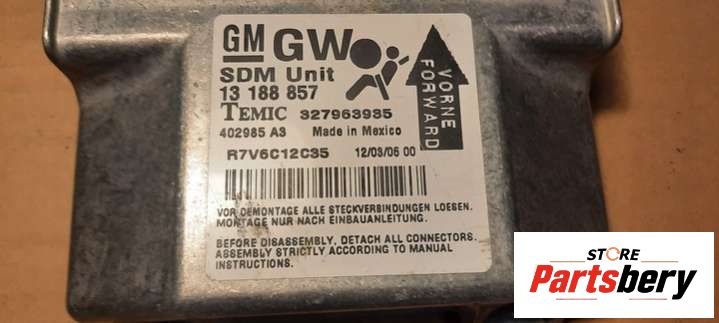 GM GW
SDM Unit
13 188 857
TEMIC 327963935
402985 A3 Made in Mexico
R7V6C12C35 12/03/06 00
VOR DEMONTAGE ALLE STECKVERBINDUNGEN LOESEN.
MONTAGE NUR NACH EINBAUANLEITUNG.
BEFORE DISASSEMBLY, DETACH ALL CONNECTORS.
ASSEMBLY STRICTLY ACCORDING TO MANUAL
INSTRUCTIONS.
VORNE
FORWARD
STORE
Partsbery